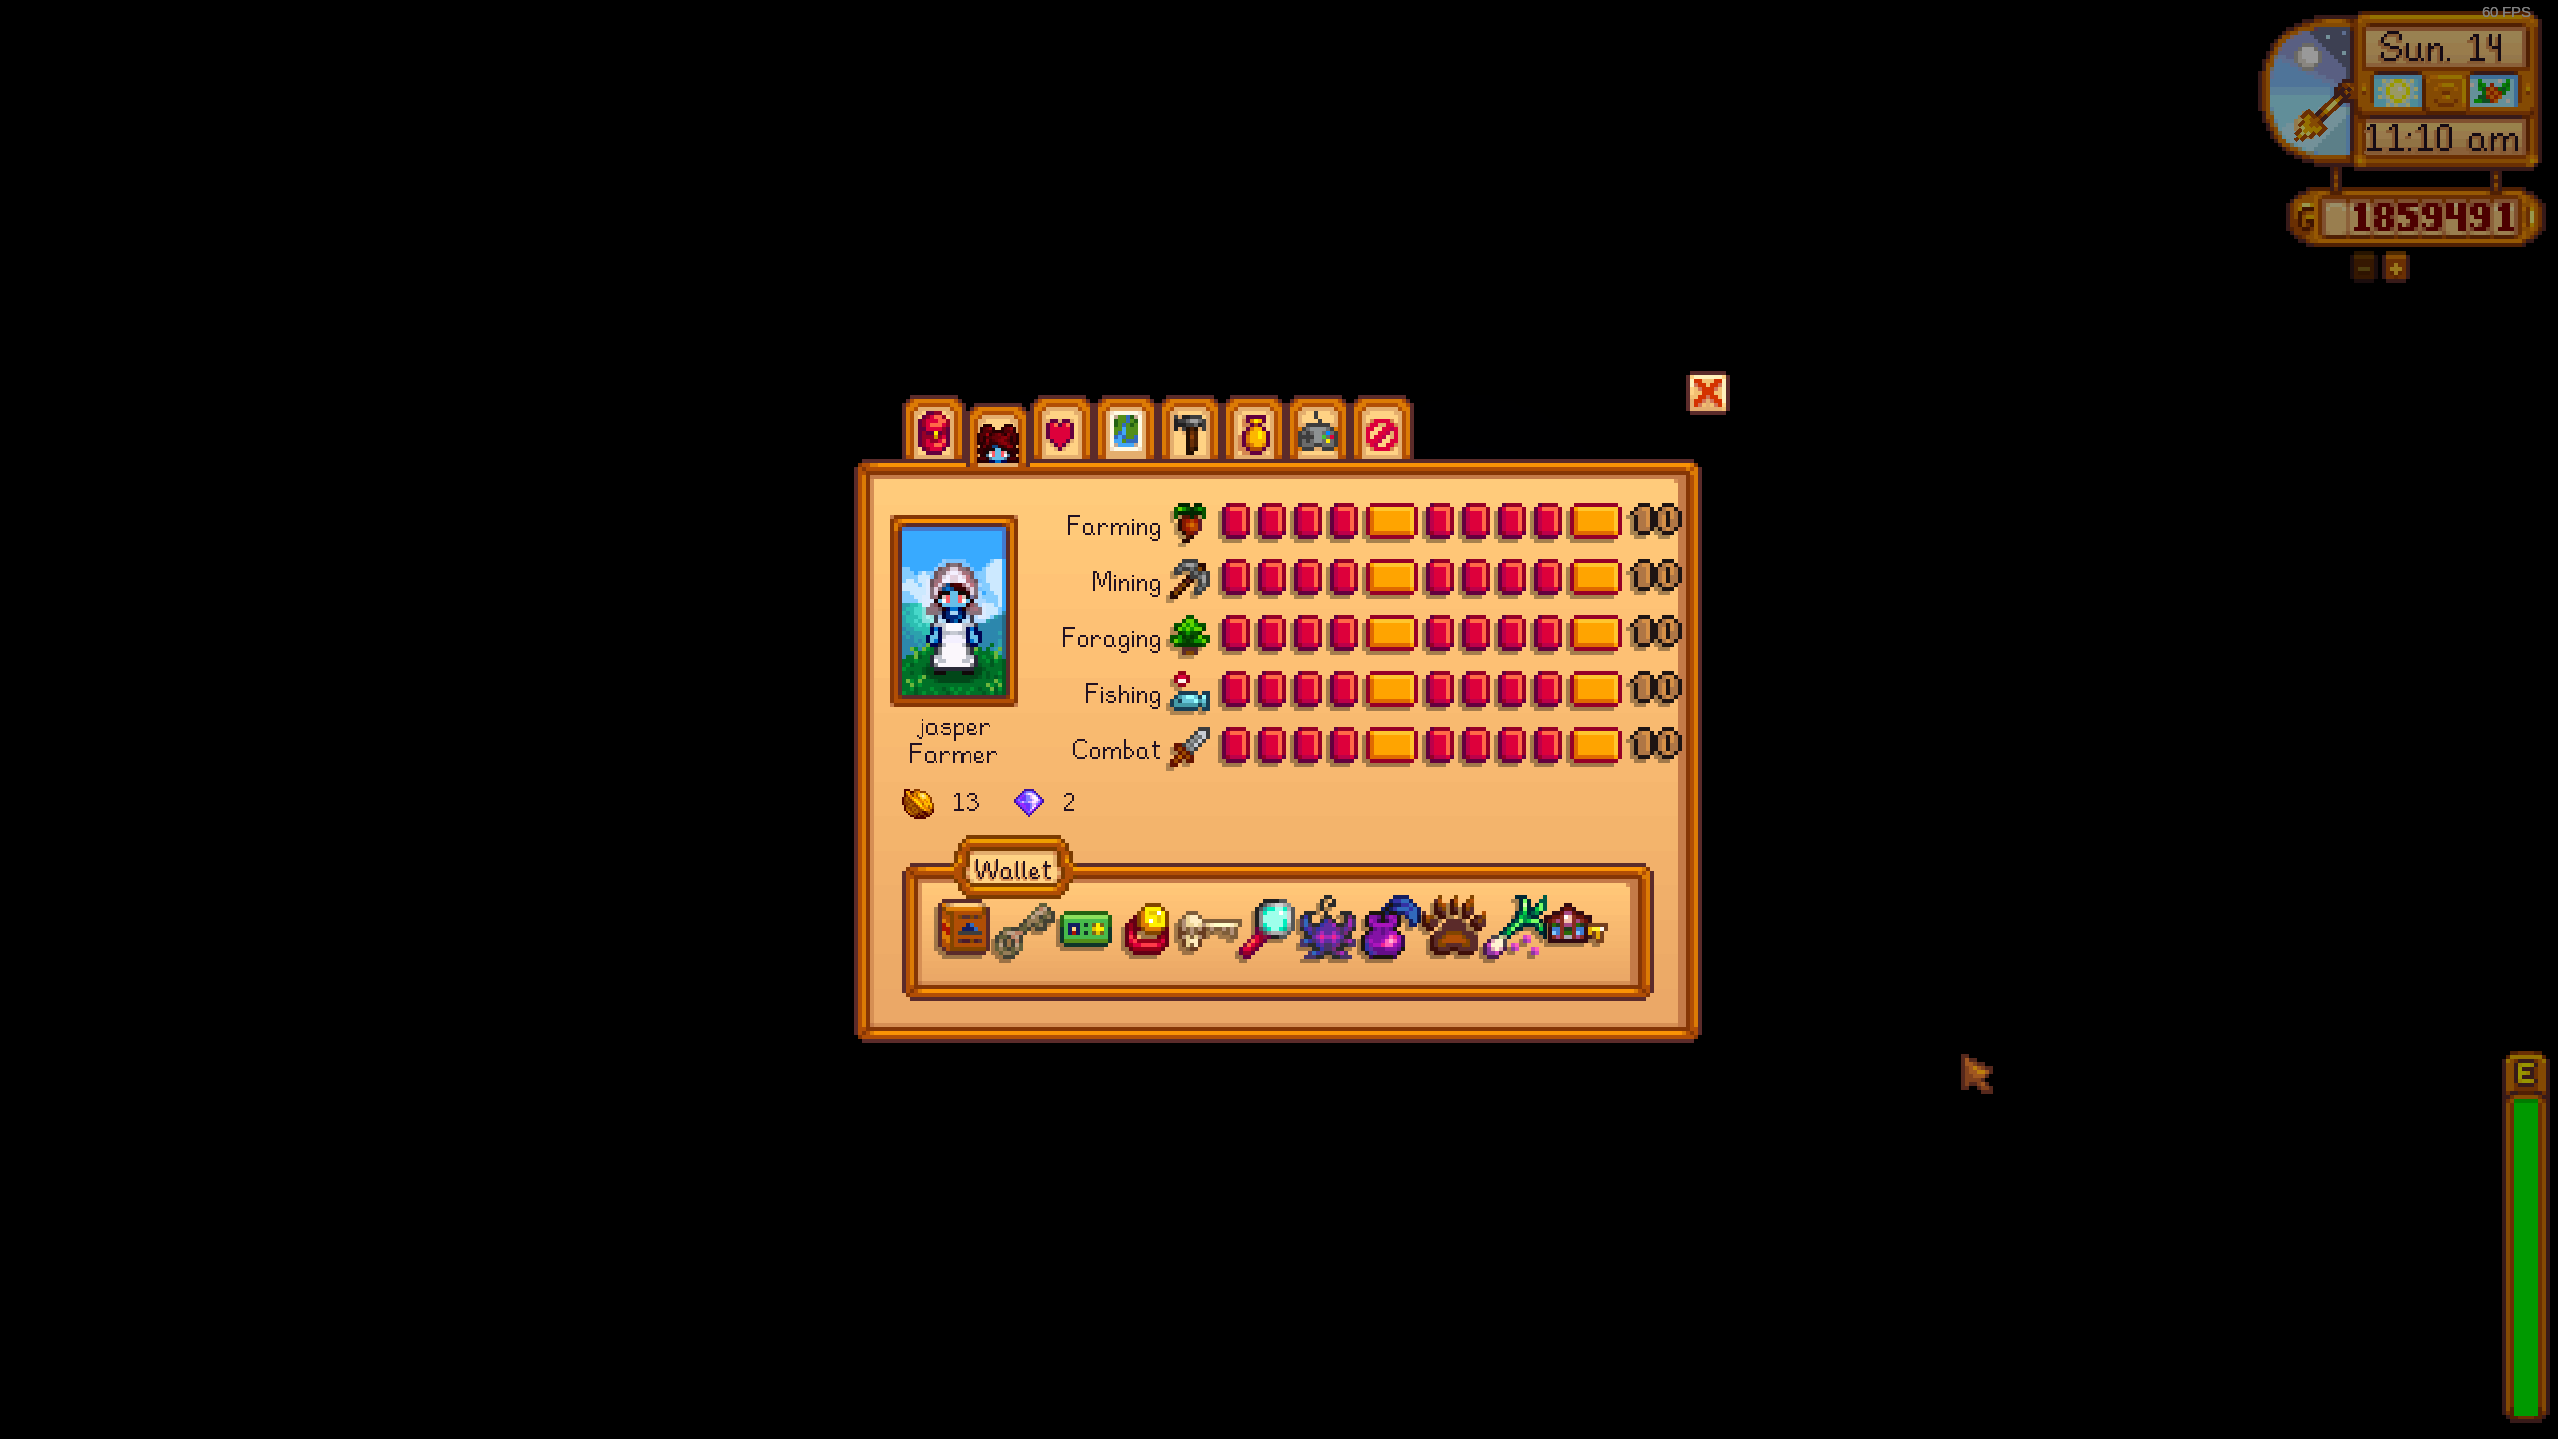 60 FPS
Sun. 14
11:10 am
G 1859491
Farming 10
Mining 10
Foraging 10
Fishing 10
Combat 10
jasper
Farmer
13 2
Wallet
E